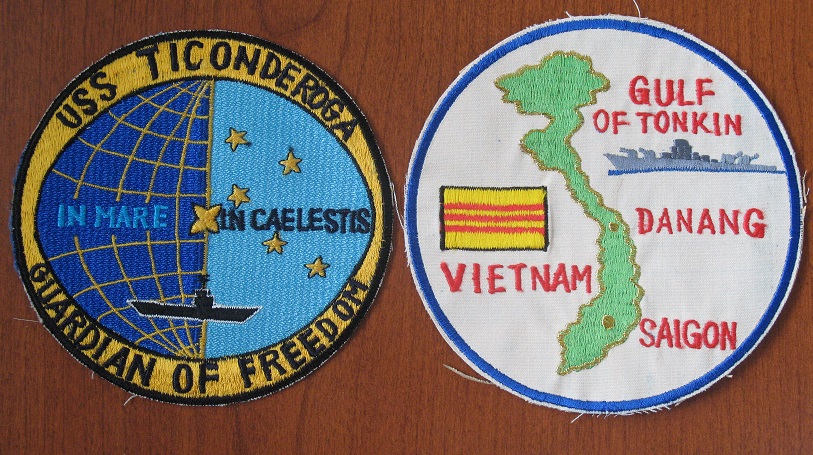 USS TICONDEROGA
IN MARE IN CAELESTIS
GUARDIAN OF FREEDOM
GULF
OF TONKIN
DANANG
VIETNAM
SAIGON